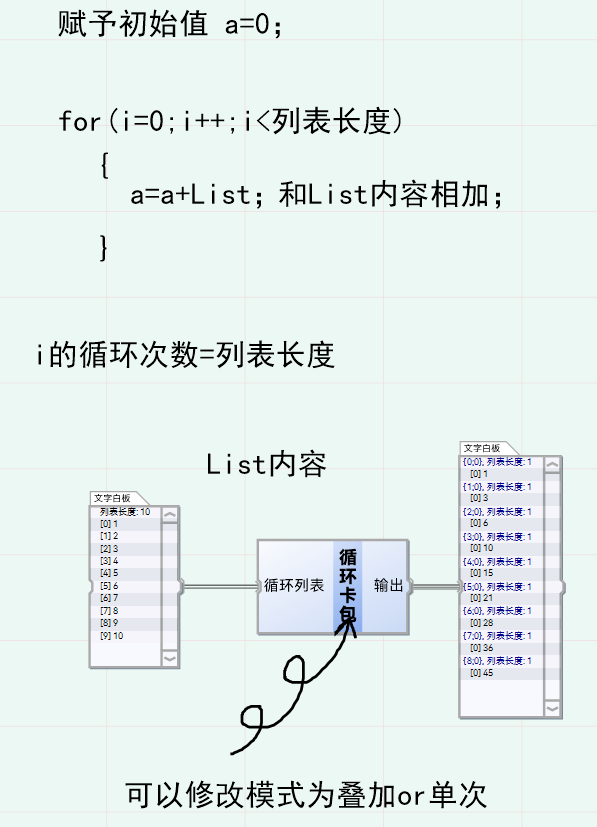 赋予初始值 a=0;
for(i=0;i++;i<列表长度)
{
a=a+List; 和List内容相加;
}
i的循环次数=列表长度
List内容
文字白板
列表长度: 10
[0] 1
[1] 2
[2] 3
[3] 4
[4] 5
[5] 6
[6] 7
[7] 8
[8] 9
[9] 10
循环列表
循环卡包
输出
文字白板
{0;0}, 列表长度: 1
[0] 1
{1;0}, 列表长度: 1
[0] 3
{2;0}, 列表长度: 1
[0] 6
{3;0}, 列表长度: 1
[0] 10
{4;0}, 列表长度: 1
[0] 15
{5;0}, 列表长度: 1
[0] 21
{6;0}, 列表长度: 1
[0] 28
{7;0}, 列表长度: 1
[0] 36
{8;0}, 列表长度: 1
[0] 45
可以修改模式为叠加or单次